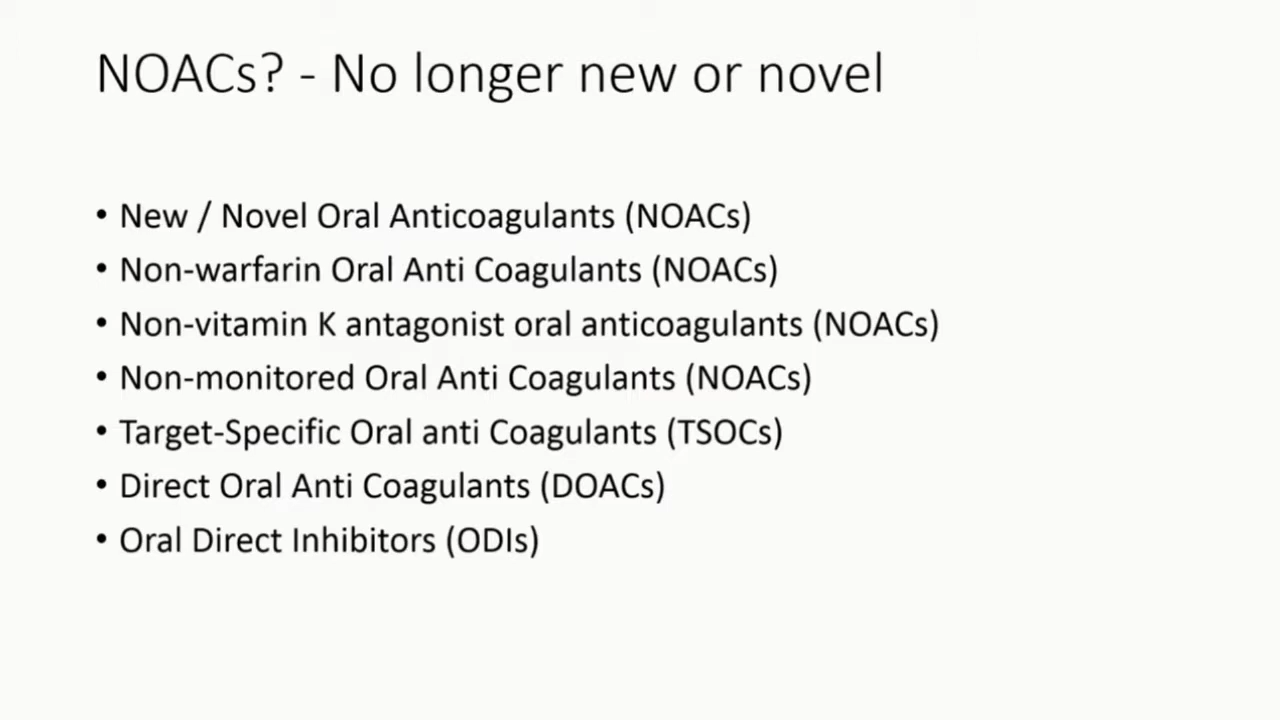 NOACs? - No longer new or novel
• New / Novel Oral Anticoagulants (NOACs)
• Non-warfarin Oral Anti Coagulants (NOACs)
• Non-vitamin K antagonist oral anticoagulants (NOACs)
• Non-monitored Oral Anti Coagulants (NOACs)
• Target-Specific Oral anti Coagulants (TSOCs)
• Direct Oral Anti Coagulants (DOACs)
• Oral Direct Inhibitors (ODIs)